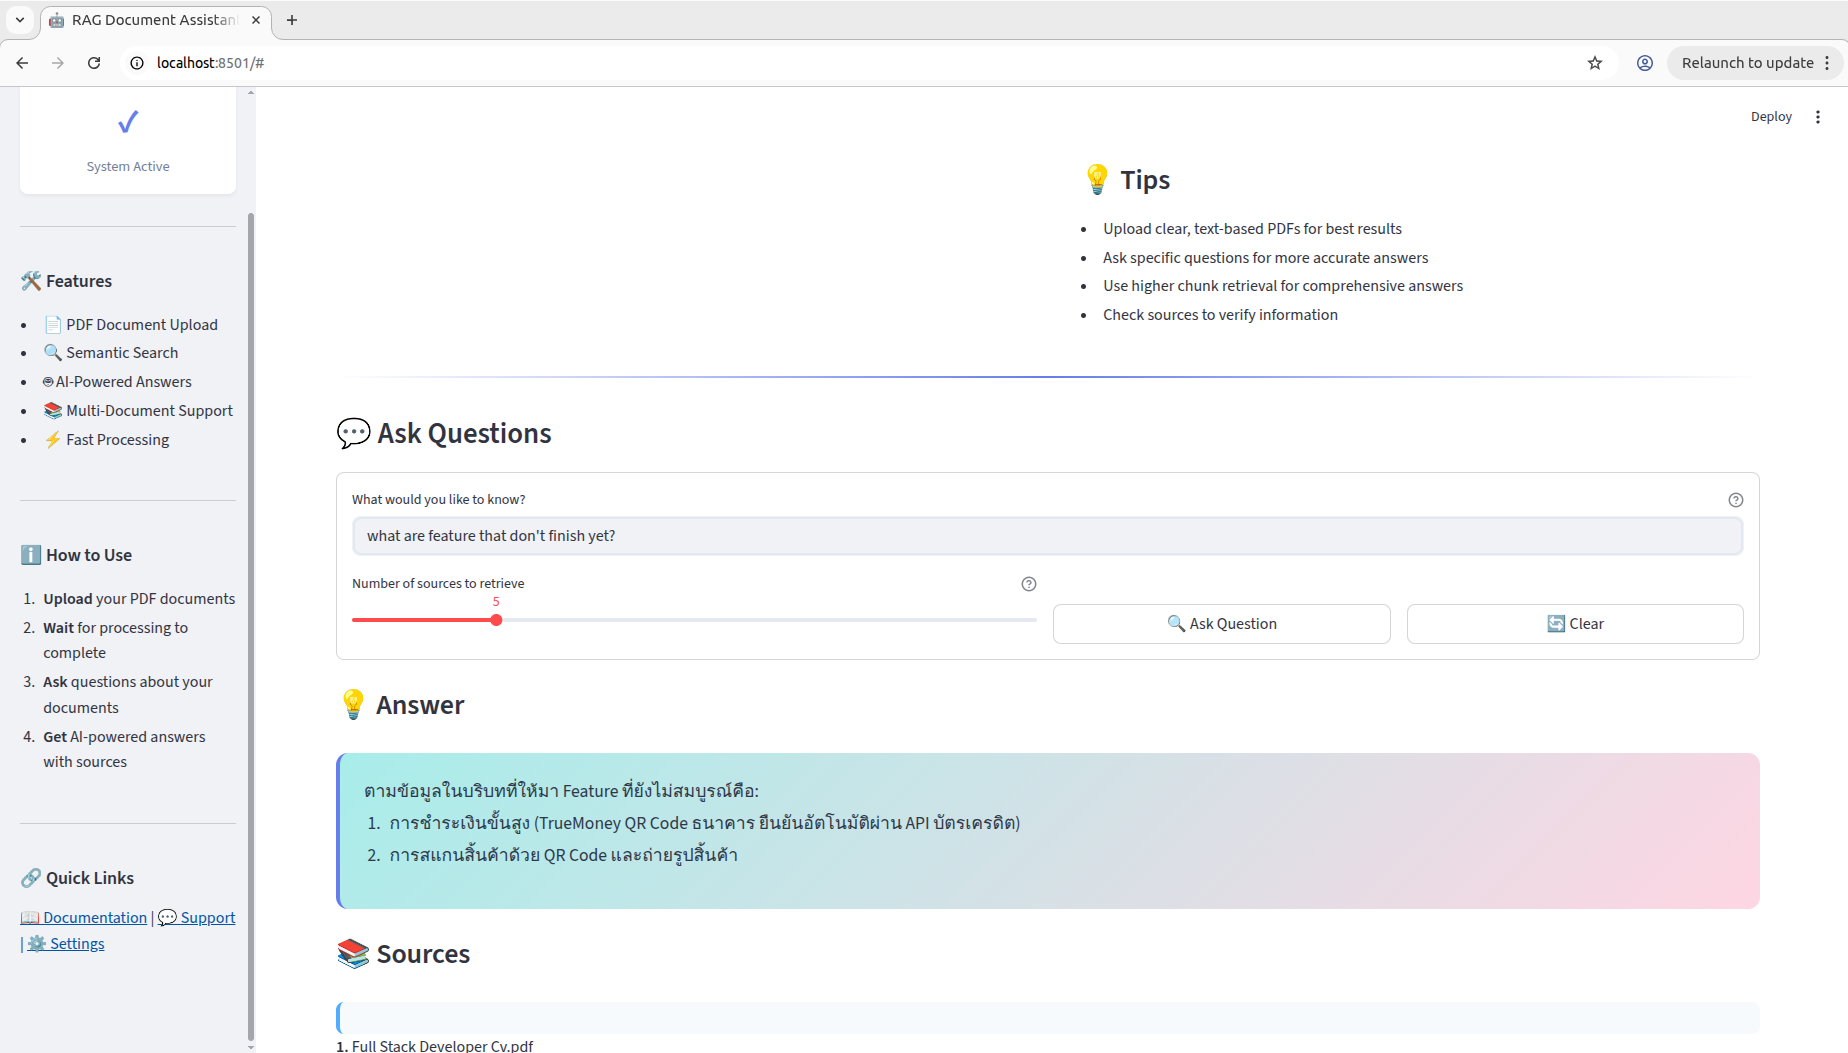 RAG Document Assistan
localhost:8501/#
Relaunch to update
Deploy
✓
System Active
🛠️ Features
• 📄 PDF Document Upload
• 🔍 Semantic Search
• AI-Powered Answers
• 📚 Multi-Document Support
• ⚡ Fast Processing
ℹ️ How to Use
1. Upload your PDF documents
2. Wait for processing to
complete
3. Ask questions about your
documents
4. Get AI-powered answers
with sources
🔗 Quick Links
📖 Documentation | 💬 Support
| ⚙️ Settings
💡 Tips
• Upload clear, text-based PDFs for best results
• Ask specific questions for more accurate answers
• Use higher chunk retrieval for comprehensive answers
• Check sources to verify information
💬 Ask Questions
What would you like to know?
what are feature that don't finish yet?
Number of sources to retrieve
5
🔍 Ask Question
🔄 Clear
💡 Answer
ตามข้อมูลในบริบทที่ให้มา Feature ที่ยังไม่สมบูรณ์คือ:
1. การชำระเงินขั้นสูง (TrueMoney QR Code ธนาคาร ยืนยันอัตโนมัติผ่าน API บัตรเครดิต)
2. การสแกนสิ้นค้าด้วย QR Code และถ่ายรูปสิ้นค้า
📚 Sources
1. Full Stack Developer Cv.pdf